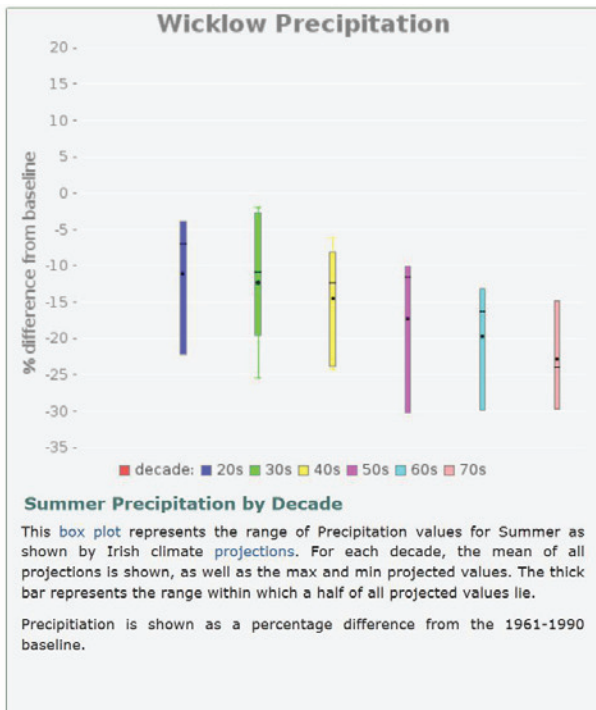 Wicklow Precipitation
20 -
15 -
10 -
5 -
0 -
-5 -
-10 -
-15 -
-20 -
-25 -
-30 -
-35 -
% difference from baseline
decade: 20s 30s 40s 50s 60s 70s
Summer Precipitation by Decade
This box plot represents the range of Precipitation values for Summer as
shown by Irish climate projections. For each decade, the mean of all
projections is shown, as well as the max and min projected values. The thick
bar represents the range within which a half of all projected values lie.
Precipitiation is shown as a percentage difference from the 1961-1990
baseline.